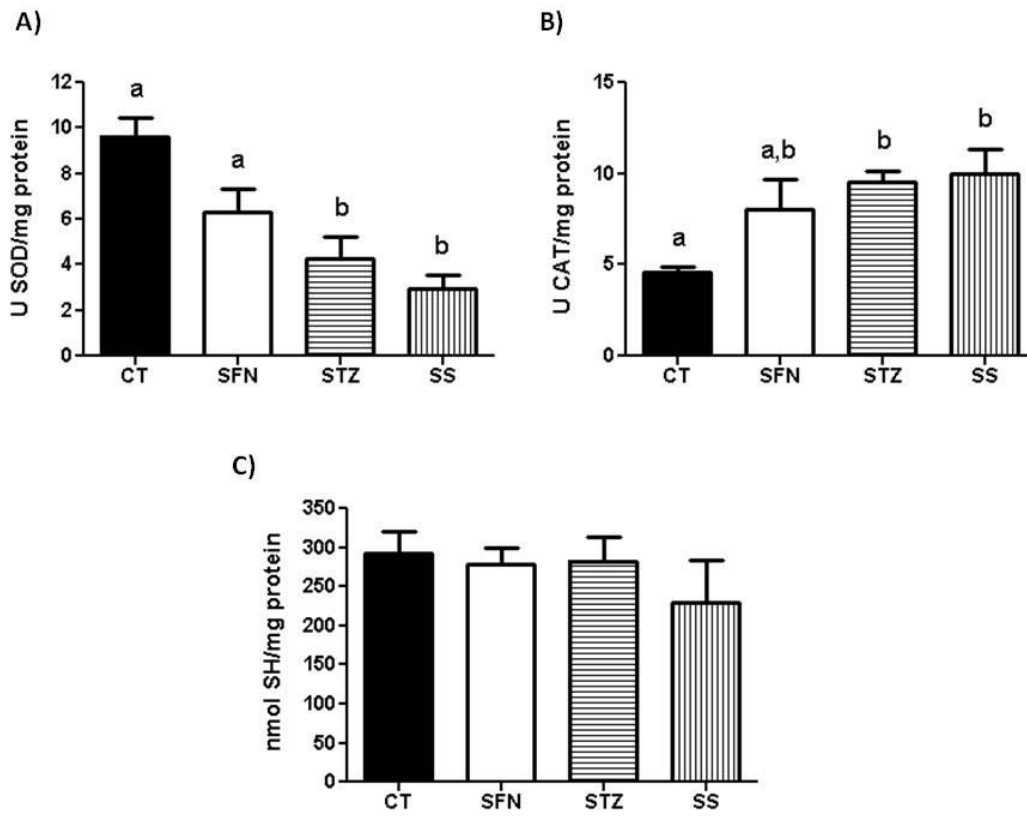 A)
U SOD/mg protein
12
10
8
6
4
2
0
a
a
b
b
CT SFN STZ SS
B)
U CAT/mg protein
15
10
5
0
a
a,b
b
b
CT SFN STZ SS
C)
nmol SH/mg protein
350
300
250
200
150
100
50
0
CT SFN STZ SS